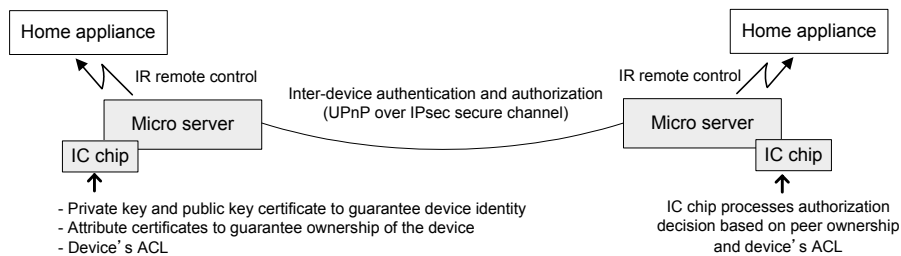 Home appliance
IR remote control
Micro server
IC chip
- Private key and public key certificate to guarantee device identity
- Attribute certificates to guarantee ownership of the device
- Device's ACL
Inter-device authentication and authorization
(UPnP over IPsec secure channel)
Home appliance
IR remote control
Micro server
IC chip
IC chip processes authorization
decision based on peer ownership
and device's ACL